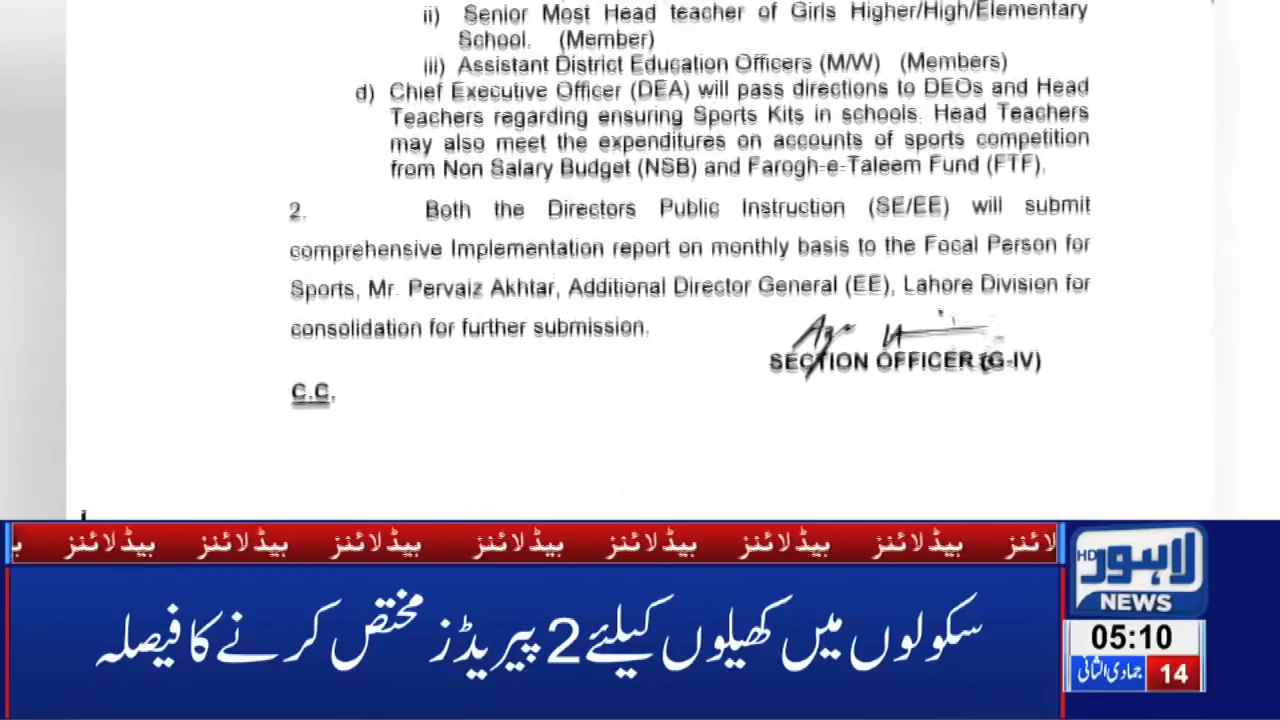 ii) Senior Most Head teacher of Girls Higher/High/Elementary
School. (Member)
iii) Assistant District Education Officers (M/W) (Members)
d) Chief Executive Officer (DEA) will pass directions to DEOs and Head
Teachers regarding ensuring Sports Kits in schools. Head Teachers
may also meet the expenditures on accounts of sports competition
from Non Salary Budget (NSB) and Farogh-e-Taleem Fund (FTF).
2. Both the Directors Public Instruction (SE/EE) will submit
comprehensive Implementation report on monthly basis to the Focal Person for
Sports, Mr. Pervaiz Akhtar, Additional Director General (EE), Lahore Division for
consolidation for further submission.
SECTION OFFICER (G-IV)
C.C,
ہیڈلائنز ہیڈلائنز ہیڈلائنز ہیڈلائنز ہیڈلائنز ہیڈلائنز ہیڈلائنز
سکولوں میں کھیلوں کیلئے 2 پیریڈز مختص کرنے کا فیصلہ
لاہور
HD
NEWS
05:10
14 جمادی الثانی